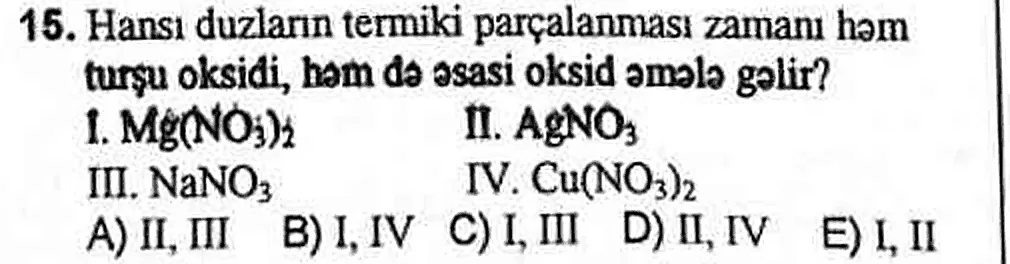 15. Hansı duzların termiki parçalanması zamanı həm
turşu oksidi, həm də əsasi oksid əmələ gəlir?
I. Mg(NO₃)₂ II. AgNO₃
III. NaNO₃ IV. Cu(NO₃)₂
A) II, III B) I, IV C) I, III D) II, IV E) I, II